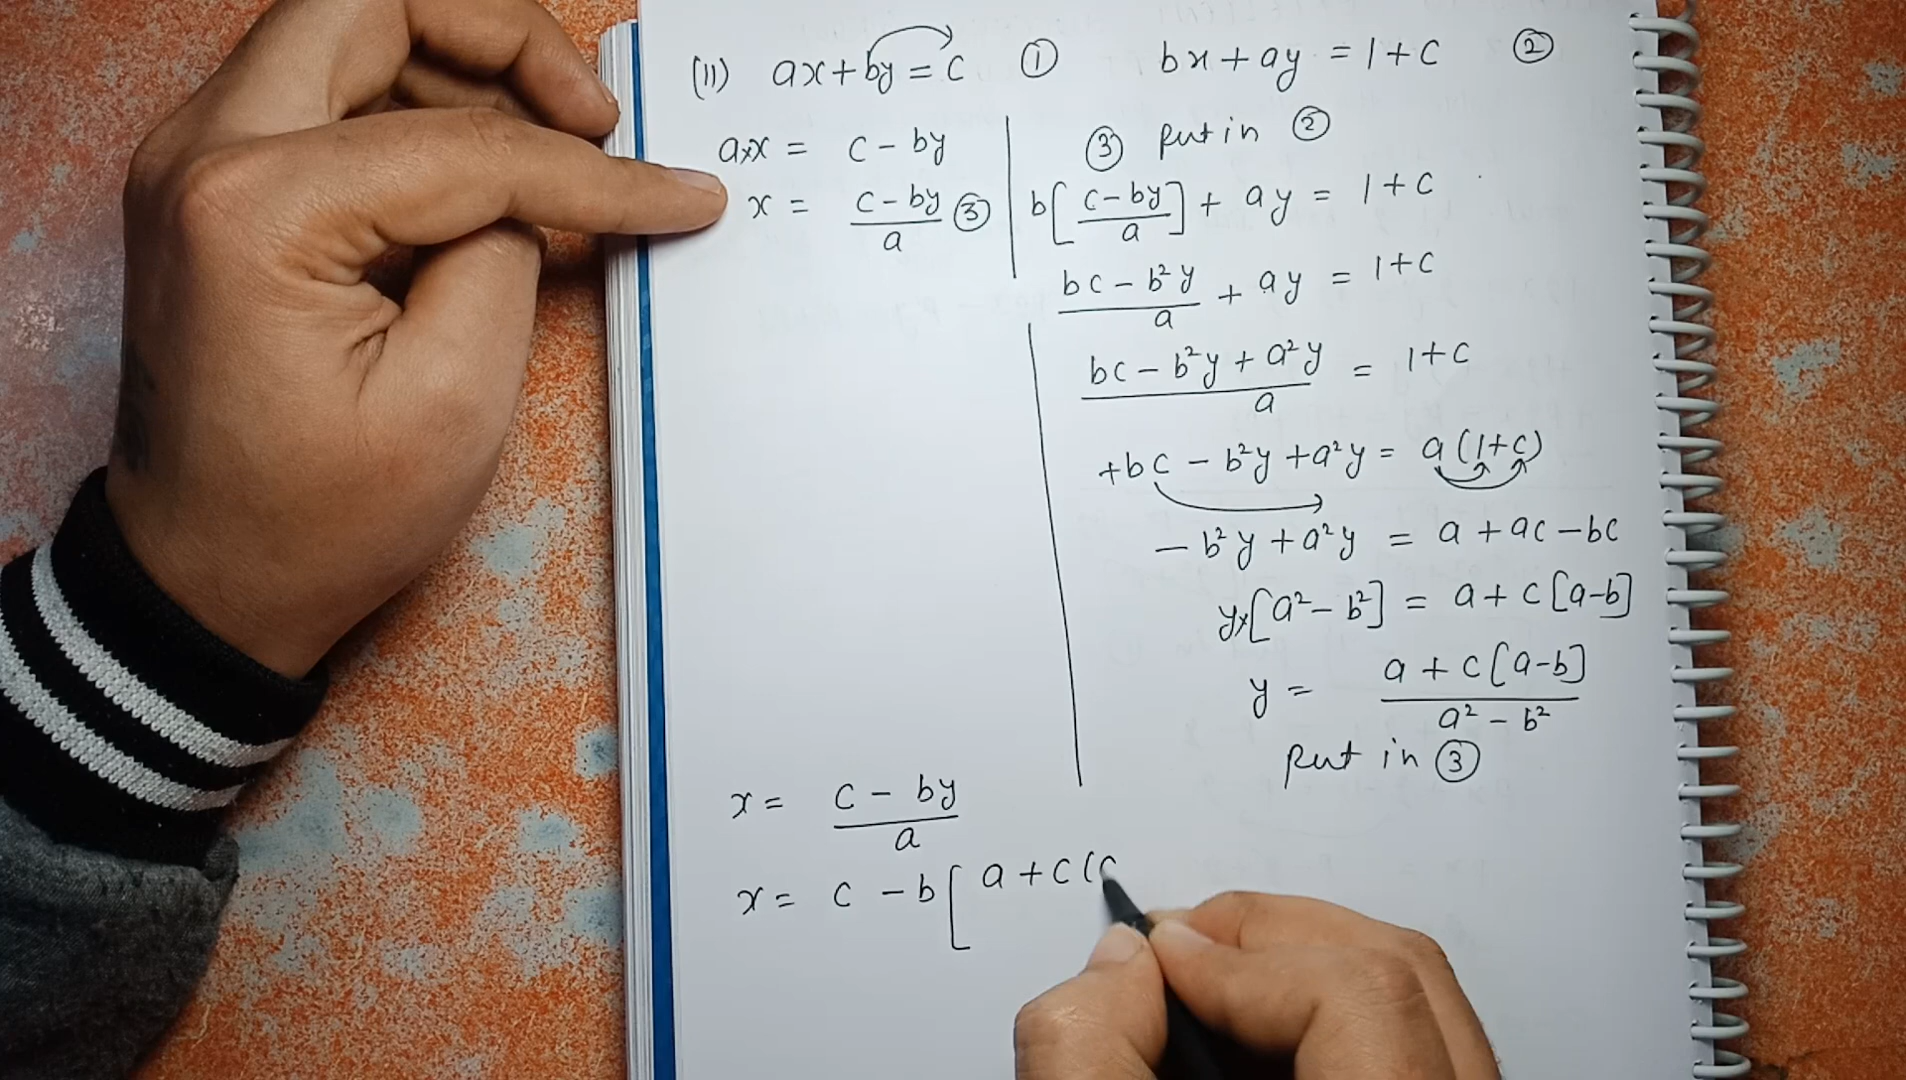 (11) ax + by = c ① bx + ay = 1 + c ②
a×x = c - by
x = (c - by)/a ③
③ put in ②
b[(c - by)/a] + ay = 1 + c
(bc - b²y)/a + ay = 1 + c
(bc - b²y + a²y)/a = 1 + c
+bc - b²y + a²y = a(1+c)
- b²y + a²y = a + ac - bc
y×[a² - b²] = a + c[a-b]
y = (a + c[a-b])/(a² - b²)
put in ③
x = (c - by)/a
x = c - b[a + c(